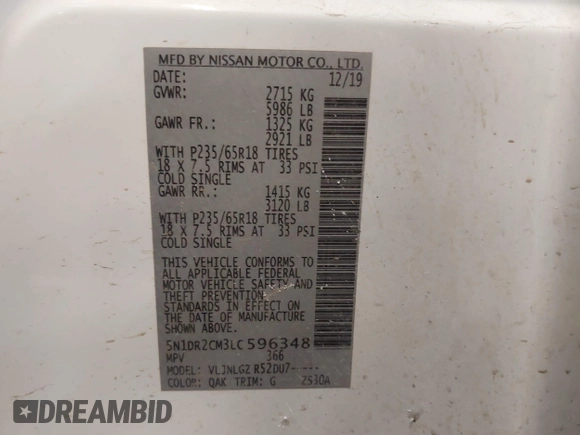 MFD BY NISSAN MOTOR CO., LTD.
DATE: 12/19
GVWR: 2715 KG
5986 LB
GAWR FR.: 1325 KG
2921 LB
WITH P235/65R18 TIRES
18 X 7.5 RIMS AT 33 PSI
COLD SINGLE
GAWR RR.: 1415 KG
3120 LB
WITH P235/65R18 TIRES
18 X 7.5 RIMS AT 33 PSI
COLD SINGLE
THIS VEHICLE CONFORMS TO
ALL APPLICABLE FEDERAL
MOTOR VEHICLE SAFETY AND
THEFT PREVENTION
STANDARDS IN EFFECT ON
THE DATE OF MANUFACTURE
SHOWN ABOVE.
5N1DR2CM3LC596348
MPV 366
MODEL:
COLOR: QAK TRIM: G
DREAMBID